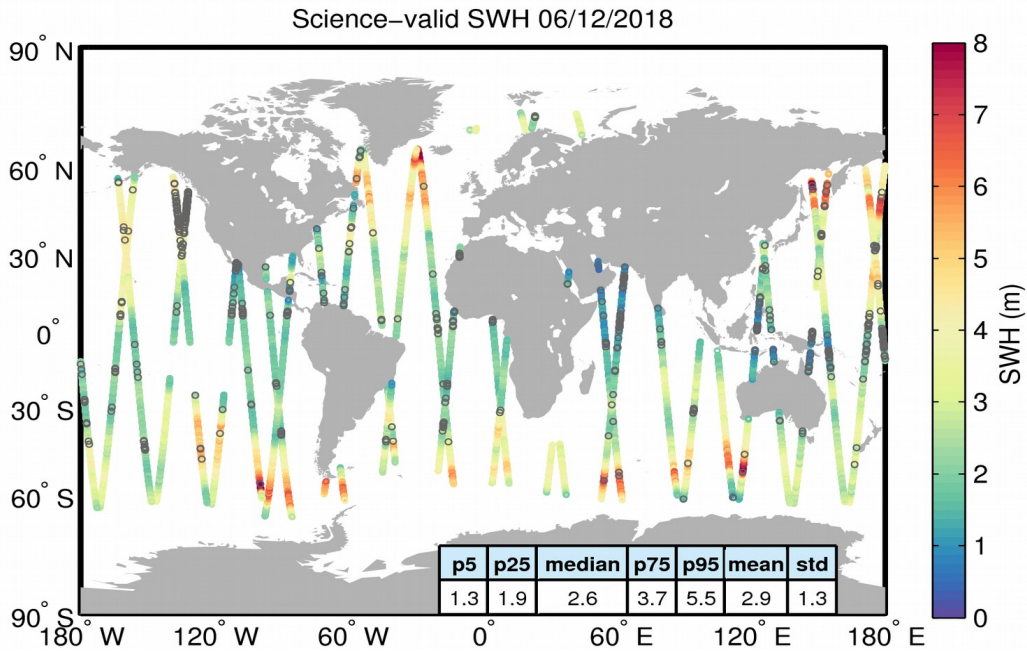 Science−valid SWH 06/12/2018
90° N
60° N
30° N
0°
30° S
60° S
90° S
180° W
120° W
60° W
0°
60° E
120° E
180° E
p5 p25 median p75 p95 mean std
1.3 1.9 2.6 3.7 5.5 2.9 1.3
8
7
6
5
4
3
2
1
0
SWH (m)